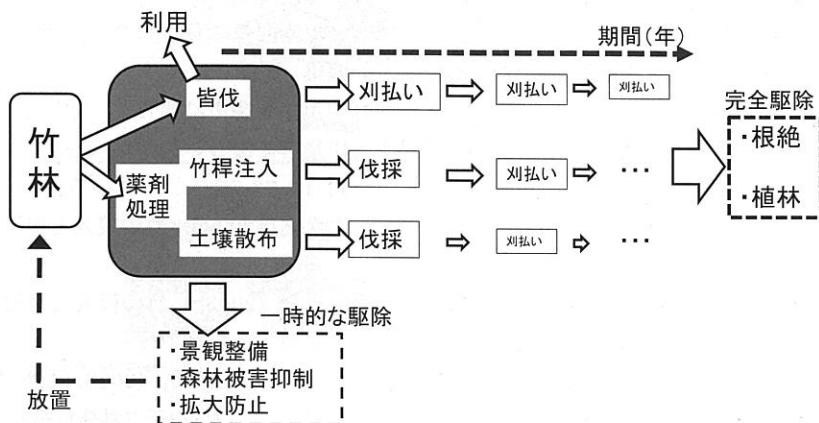 利用
期間(年)
竹林
皆伐
刈払い
刈払い
刈払い
完全駆除
・根絶
・植林
薬剤
処理
竹稈注入
伐採
刈払い
・・・
土壌散布
伐採
刈払い
・・・
一時的な駆除
・景観整備
・森林被害抑制
・拡大防止
放置